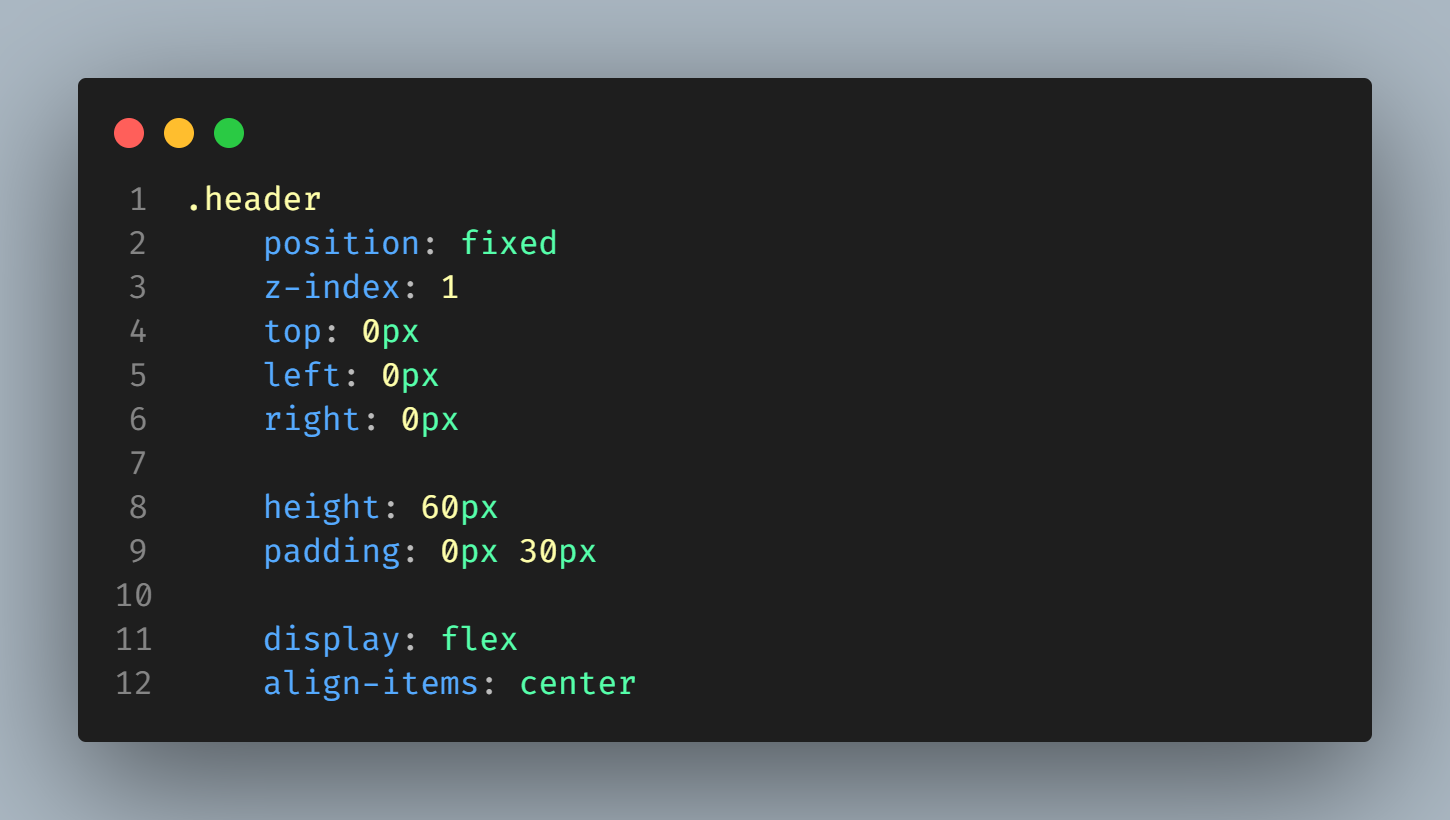 1 .header
2     position: fixed
3     z-index: 1
4     top: 0px
5     left: 0px
6     right: 0px
7
8     height: 60px
9     padding: 0px 30px
10
11     display: flex
12     align-items: center